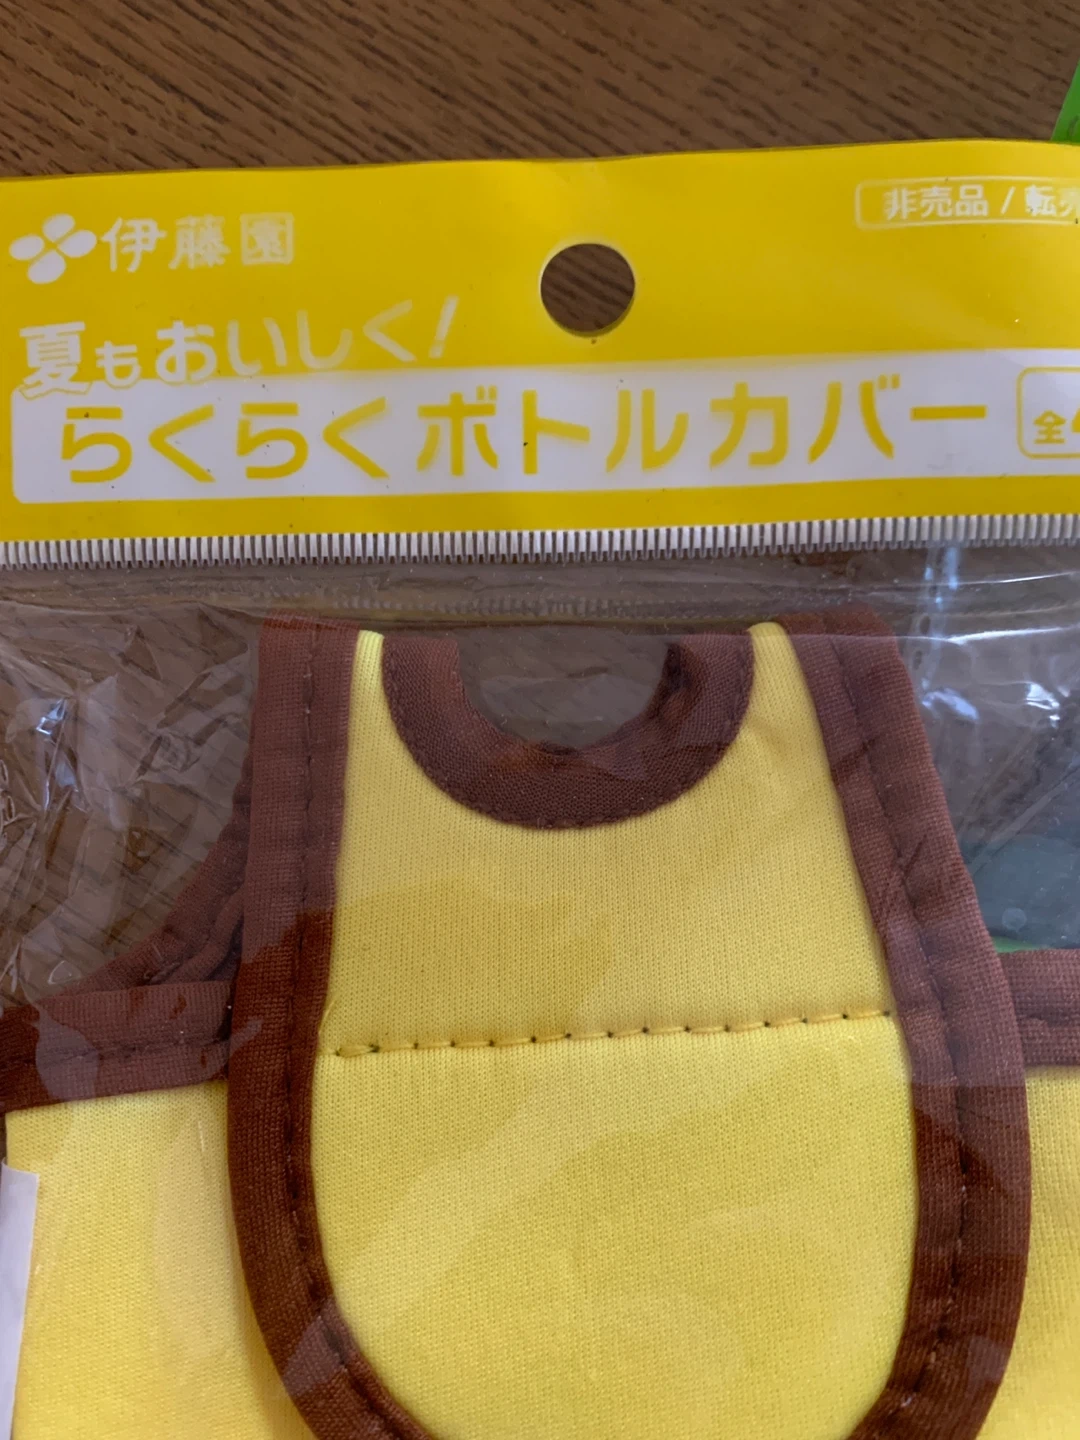 伊藤園
非売品 / 転売
夏もおいしく!
らくらくボトルカバー
全